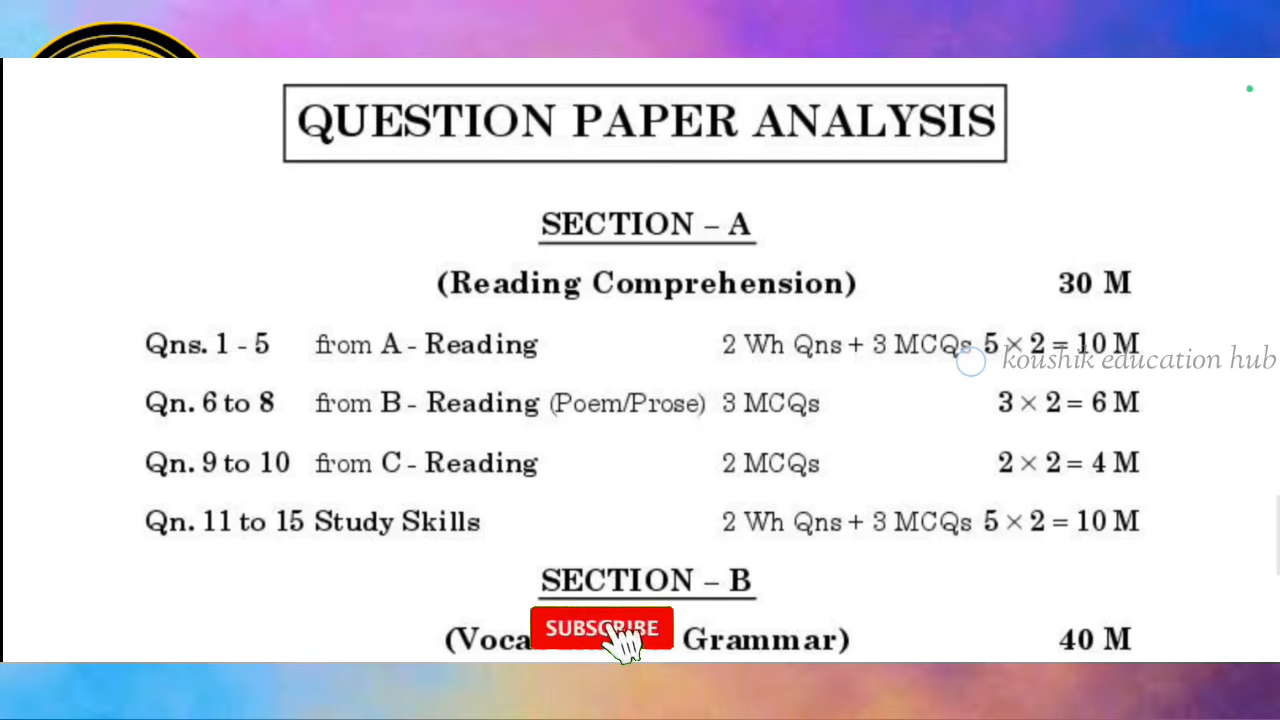 QUESTION PAPER ANALYSIS
SECTION – A
(Reading Comprehension) 30 M
Qns. 1 - 5 from A - Reading 2 Wh Qns + 3 MCQs 5 × 2 = 10 M
koushik education hub
Qn. 6 to 8 from B - Reading (Poem/Prose) 3 MCQs 3 × 2 = 6 M
Qn. 9 to 10 from C - Reading 2 MCQs 2 × 2 = 4 M
Qn. 11 to 15 Study Skills 2 Wh Qns + 3 MCQs 5 × 2 = 10 M
SECTION – B
SUBSCRIBE
Grammar) 40 M